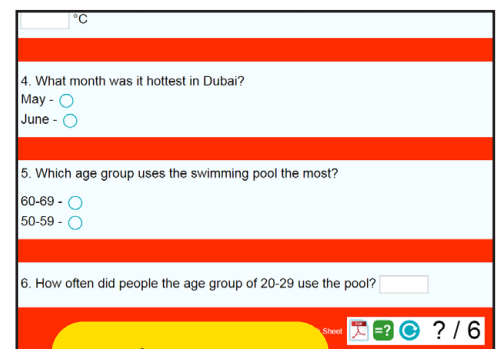 °C
4. What month was it hottest in Dubai?
May -
June -
5. Which age group uses the swimming pool the most?
60-69 -
50-59 -
6. How often did people the age group of 20-29 use the pool?
Sheet
PDF
=?
? / 6